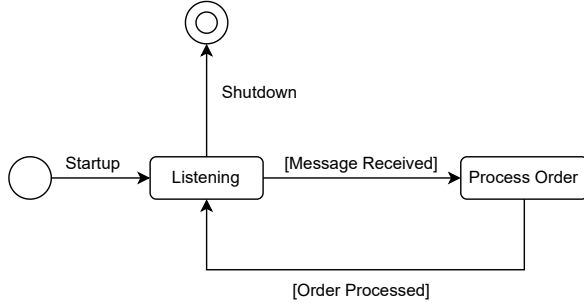 Shutdown
Startup
Listening
[Message Received]
Process Order
[Order Processed]